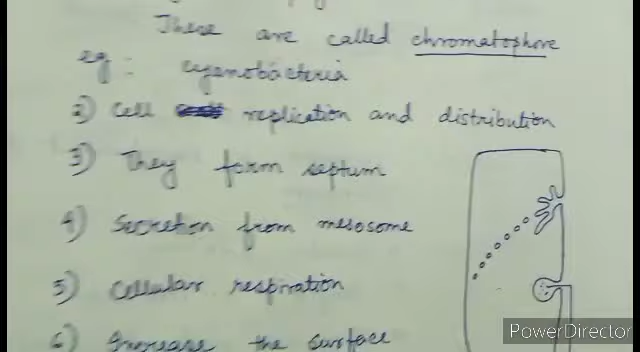 These are called chromatophore
eg: cyanobacteria
2) Cell replication and distribution
3) They form septum
4) Secretion from mesosome
5) Cellular respiration
6) Increase the surface
PowerDirector